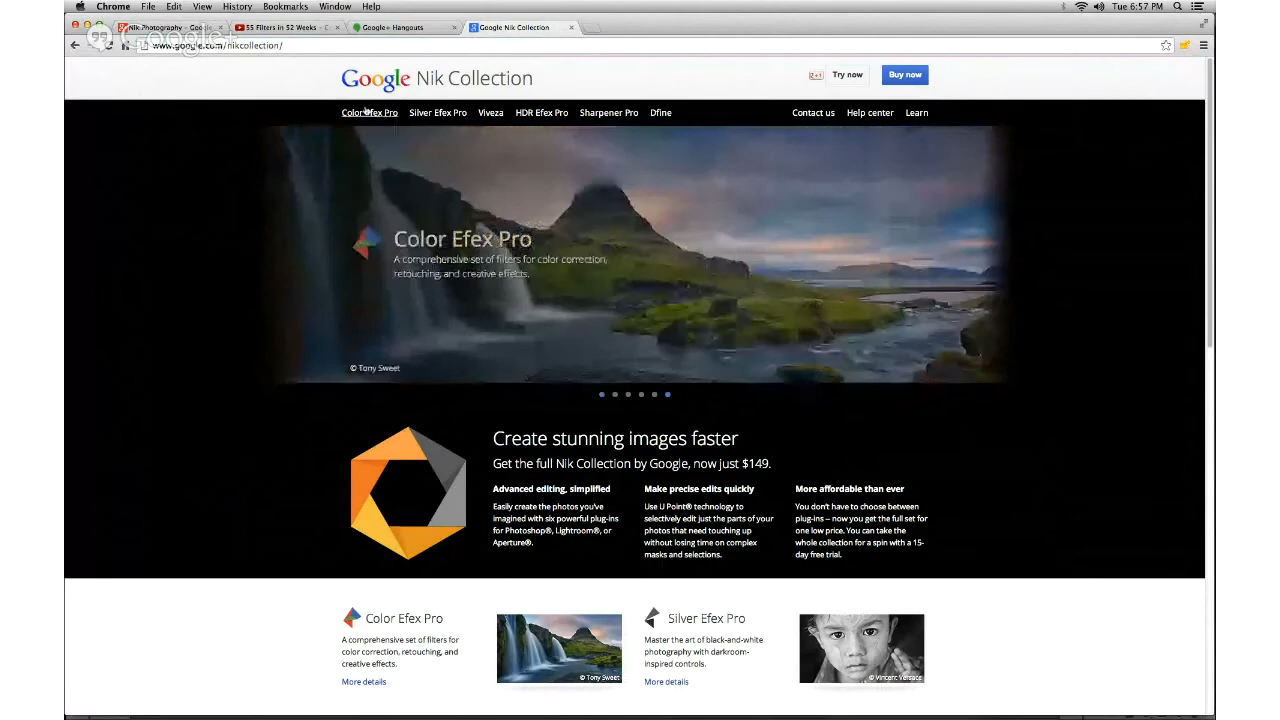 Chrome File Edit View History Bookmarks Window Help
Tue 6:57 PM
Nik Photography - Google
55 Filters in 52 Weeks - C
Google+ Hangouts
Google Nik Collection
Google+
www.google.com/nikcollection/
Google Nik Collection
+1
Try now
Buy now
Color Efex Pro Silver Efex Pro Viveza HDR Efex Pro Sharpener Pro Dfine
Contact us Help center Learn
Color Efex Pro
A comprehensive set of filters for color correction,
retouching, and creative effects.
© Tony Sweet
Create stunning images faster
Get the full Nik Collection by Google, now just $149.
Advanced editing, simplified
Easily create the photos you've
imagined with six powerful plug-ins
for Photoshop®, Lightroom®, or
Aperture®.
Make precise edits quickly
Use U Point® technology to
selectively edit just the parts of your
photos that need touching up
without losing time on complex
masks and selections.
More affordable than ever
You don't have to choose between
plug-ins – now you get the full set for
one low price. You can take the
whole collection for a spin with a 15-
day free trial.
Color Efex Pro
A comprehensive set of filters for
color correction, retouching, and
creative effects.
More details
© Tony Sweet
Silver Efex Pro
Master the art of black-and-white
photography with darkroom-
inspired controls.
More details
© Vincent Versace